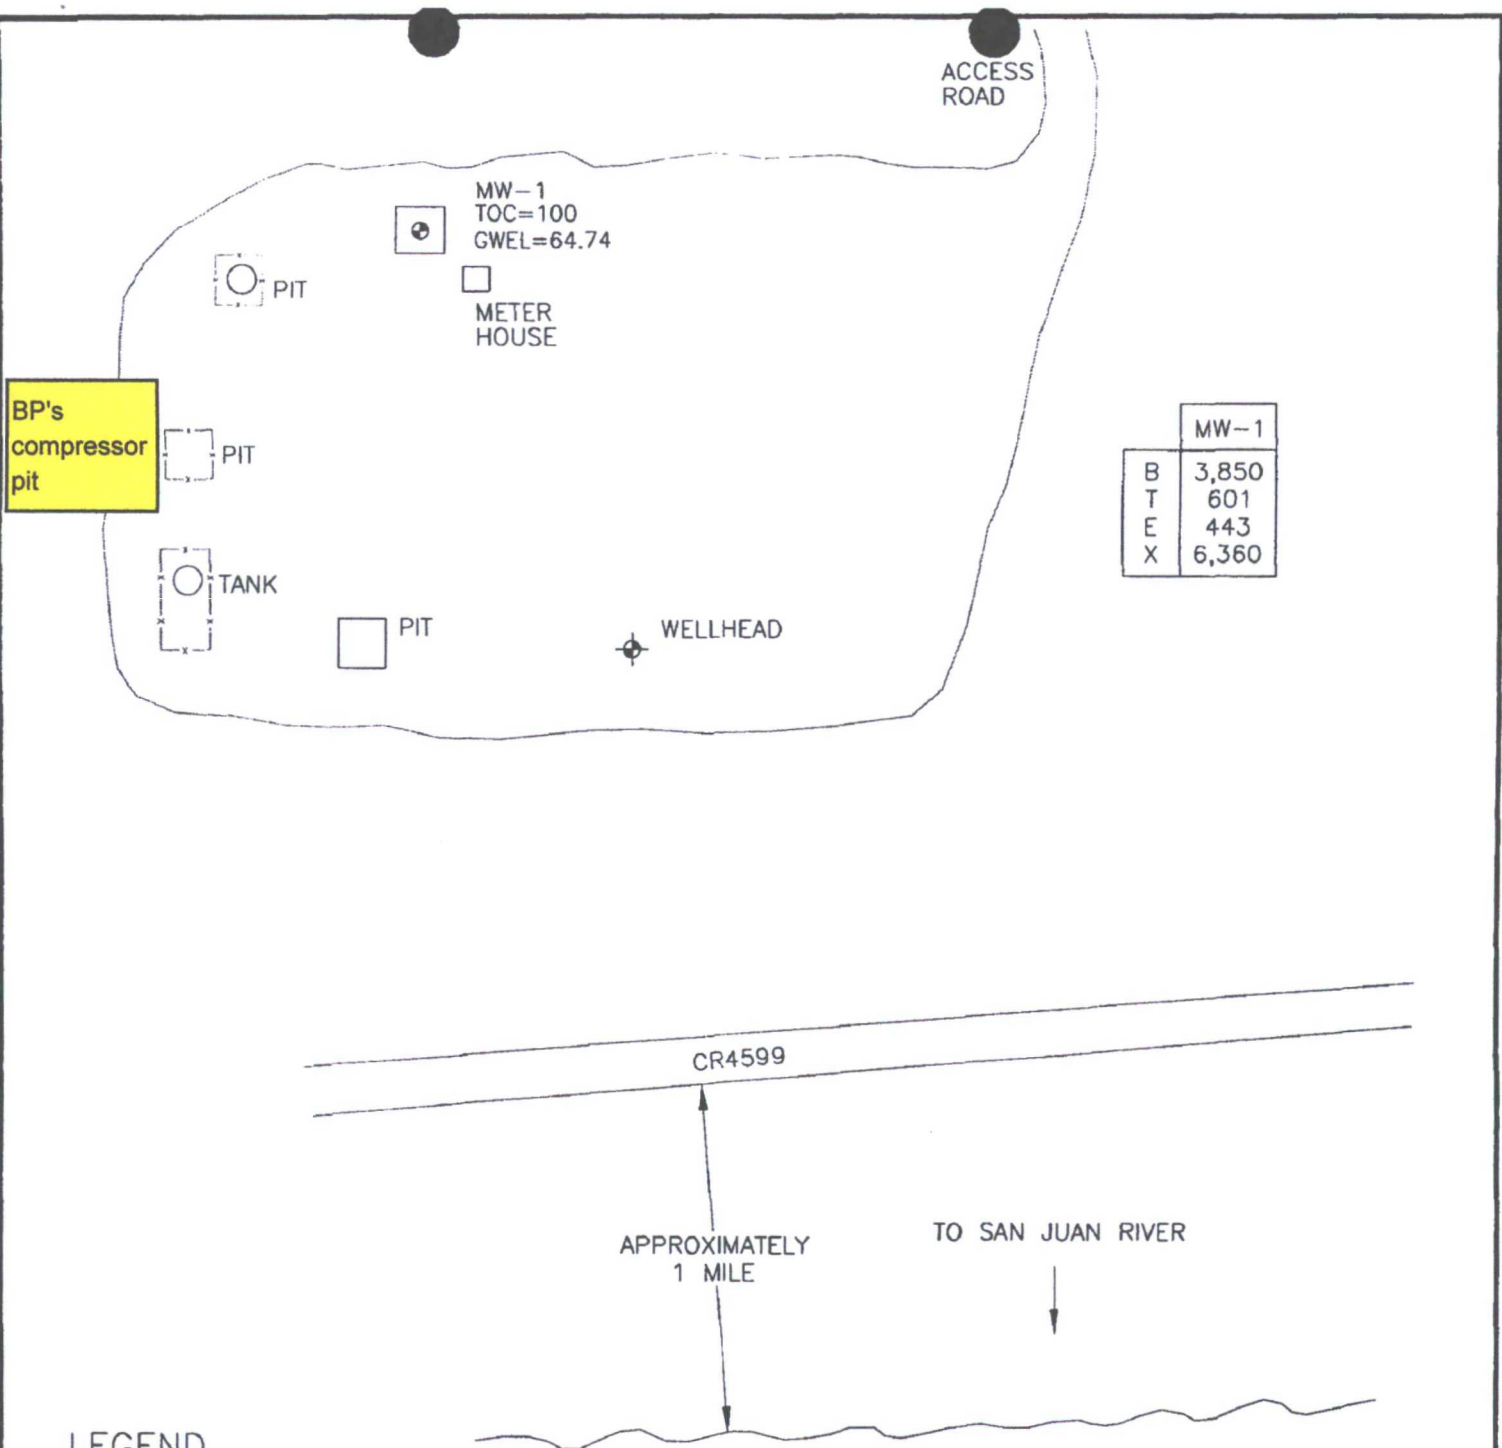 ACCESS
ROAD
MW-1
TOC=100
GWEL=64.74
PIT
METER
HOUSE
BP's
compressor
pit
PIT
MW-1
B 3,850
T 601
E 443
X 6,360
TANK
PIT
WELLHEAD
CR4599
APPROXIMATELY
1 MILE
TO SAN JUAN RIVER
LEGEND